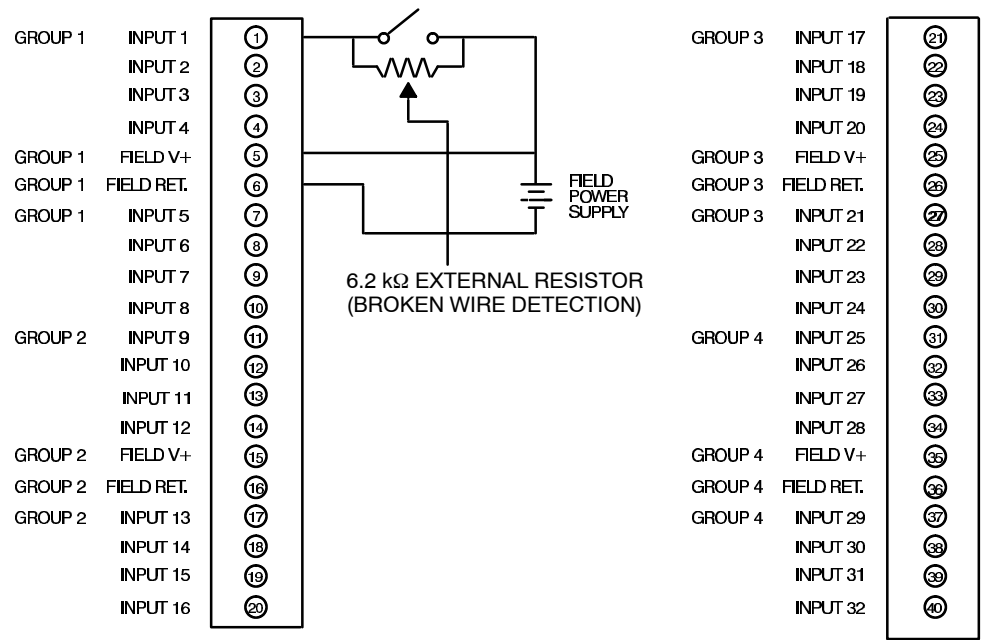 GROUP 1 INPUT 1 1
INPUT 2 2
INPUT 3 3
INPUT 4 4
GROUP 1 FIELD V+ 5
GROUP 1 FIELD RET. 6
GROUP 1 INPUT 5 7
INPUT 6 8
INPUT 7 9
INPUT 8 10
GROUP 2 INPUT 9 11
INPUT 10 12
INPUT 11 13
INPUT 12 14
GROUP 2 FIELD V+ 15
GROUP 2 FIELD RET. 16
GROUP 2 INPUT 13 17
INPUT 14 18
INPUT 15 19
INPUT 16 20
FIELD
POWER
SUPPLY
6.2 kΩ EXTERNAL RESISTOR
(BROKEN WIRE DETECTION)
GROUP 3 INPUT 17 21
INPUT 18 22
INPUT 19 23
INPUT 20 24
GROUP 3 FIELD V+ 25
GROUP 3 FIELD RET. 26
GROUP 3 INPUT 21 27
INPUT 22 28
INPUT 23 29
INPUT 24 30
GROUP 4 INPUT 25 31
INPUT 26 32
INPUT 27 33
INPUT 28 34
GROUP 4 FIELD V+ 35
GROUP 4 FIELD RET. 36
GROUP 4 INPUT 29 37
INPUT 30 38
INPUT 31 39
INPUT 32 40